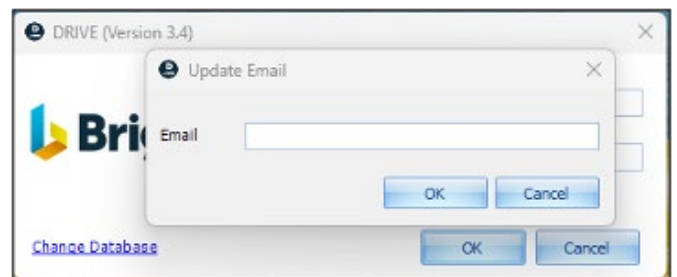 DRIVE (Version 3.4)
Update Email
Bri
Email
OK
Cancel
Change Database
OK
Cancel